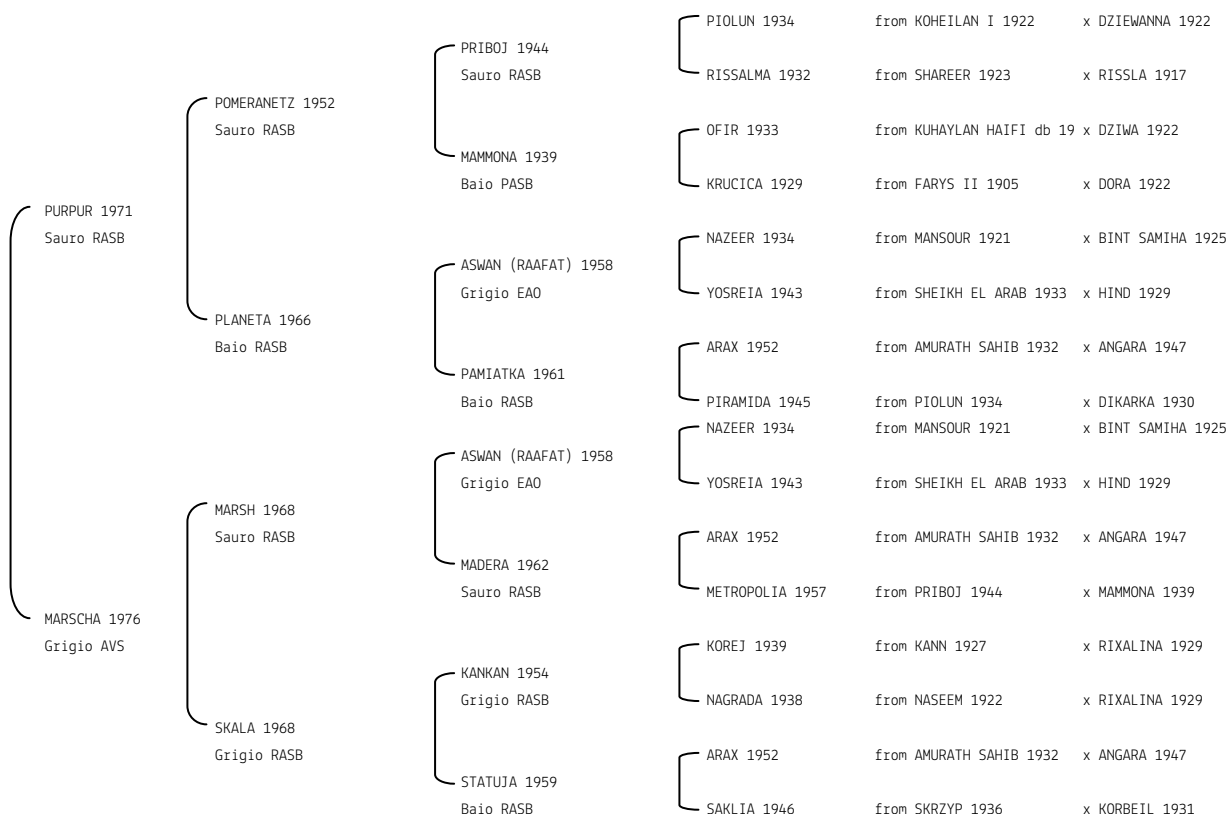 PIOLUN 1934 from KOHEILAN I 1922 x DZIEWANNA 1922
PRIBOJ 1944
Sauro RASB
RISSALMA 1932 from SHAREER 1923 x RISSLA 1917
POMERANETZ 1952
Sauro RASB
OFIR 1933 from KUHAYLAN HAIFI db 19 x DZIWA 1922
MAMMONA 1939
Baio PASB
KRUCICA 1929 from FARYS II 1905 x DORA 1922
PURPUR 1971
Sauro RASB
NAZEER 1934 from MANSOUR 1921 x BINT SAMIHA 1925
ASWAN (RAAFAT) 1958
Grigio EAO
YOSREIA 1943 from SHEIKH EL ARAB 1933 x HIND 1929
PLANETA 1966
Baio RASB
ARAX 1952 from AMURATH SAHIB 1932 x ANGARA 1947
PAMIATKA 1961
Baio RASB
PIRAMIDA 1945 from PIOLUN 1934 x DIKARKA 1930
NAZEER 1934 from MANSOUR 1921 x BINT SAMIHA 1925
ASWAN (RAAFAT) 1958
Grigio EAO
YOSREIA 1943 from SHEIKH EL ARAB 1933 x HIND 1929
MARSH 1968
Sauro RASB
ARAX 1952 from AMURATH SAHIB 1932 x ANGARA 1947
MADERA 1962
Sauro RASB
METROPOLIA 1957 from PRIBOJ 1944 x MAMMONA 1939
MARSCHA 1976
Grigio AVS
KOREJ 1939 from KANN 1927 x RIXALINA 1929
KANKAN 1954
Grigio RASB
NAGRADA 1938 from NASEEM 1922 x RIXALINA 1929
SKALA 1968
Grigio RASB
ARAX 1952 from AMURATH SAHIB 1932 x ANGARA 1947
STATUJA 1959
Baio RASB
SAKLIA 1946 from SKRZYP 1936 x KORBEIL 1931